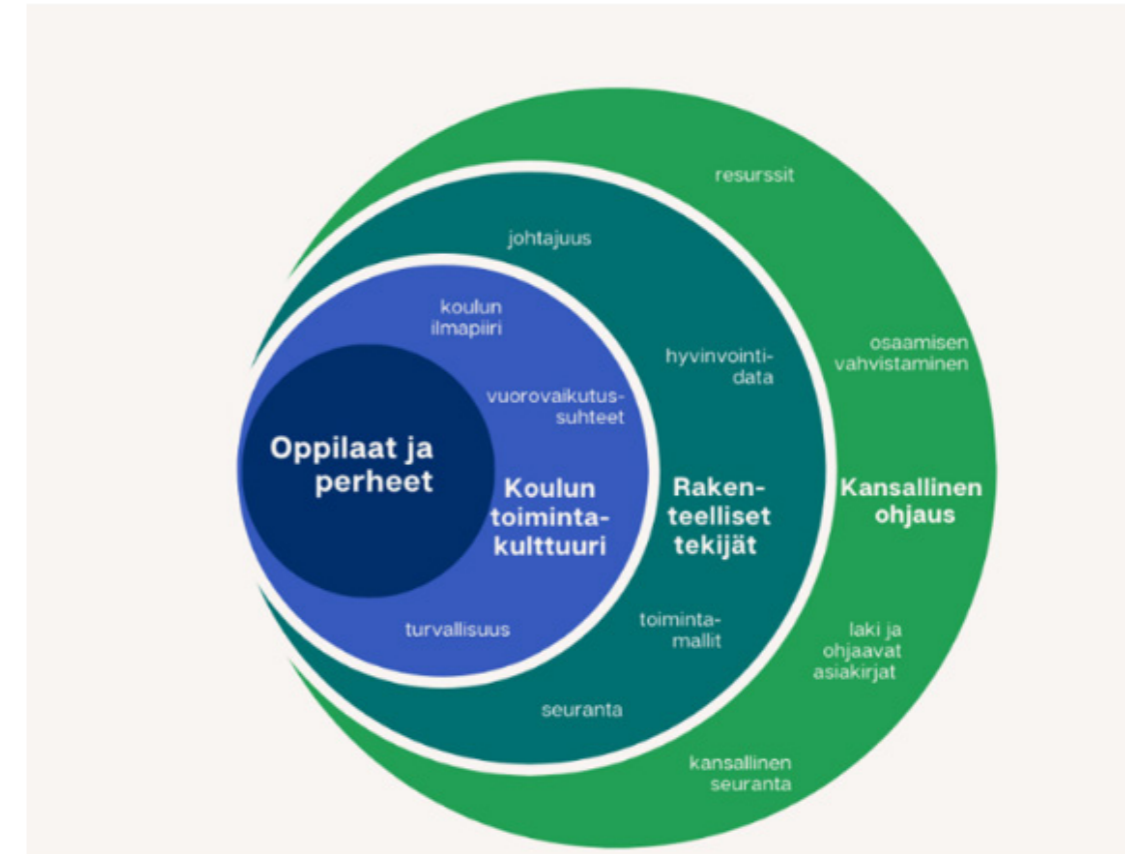 resurssit
johtajuus
koulun
ilmapiiri
osaamisen
vahvistaminen
hyvinvointi-
data
vuorovaikutus-
suhteet
Oppilaat ja
perheet
Koulun
toiminta-
kulttuuri
Raken-
teelliset
tekijät
Kansallinen
ohjaus
turvallisuus
toiminta-
mallit
laki ja
ohjaavat
asiakirjat
seuranta
kansallinen
seuranta